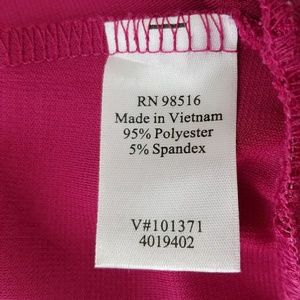 RN 98516
Made in Vietnam
95% Polyester
5% Spandex
V#101371
4019402